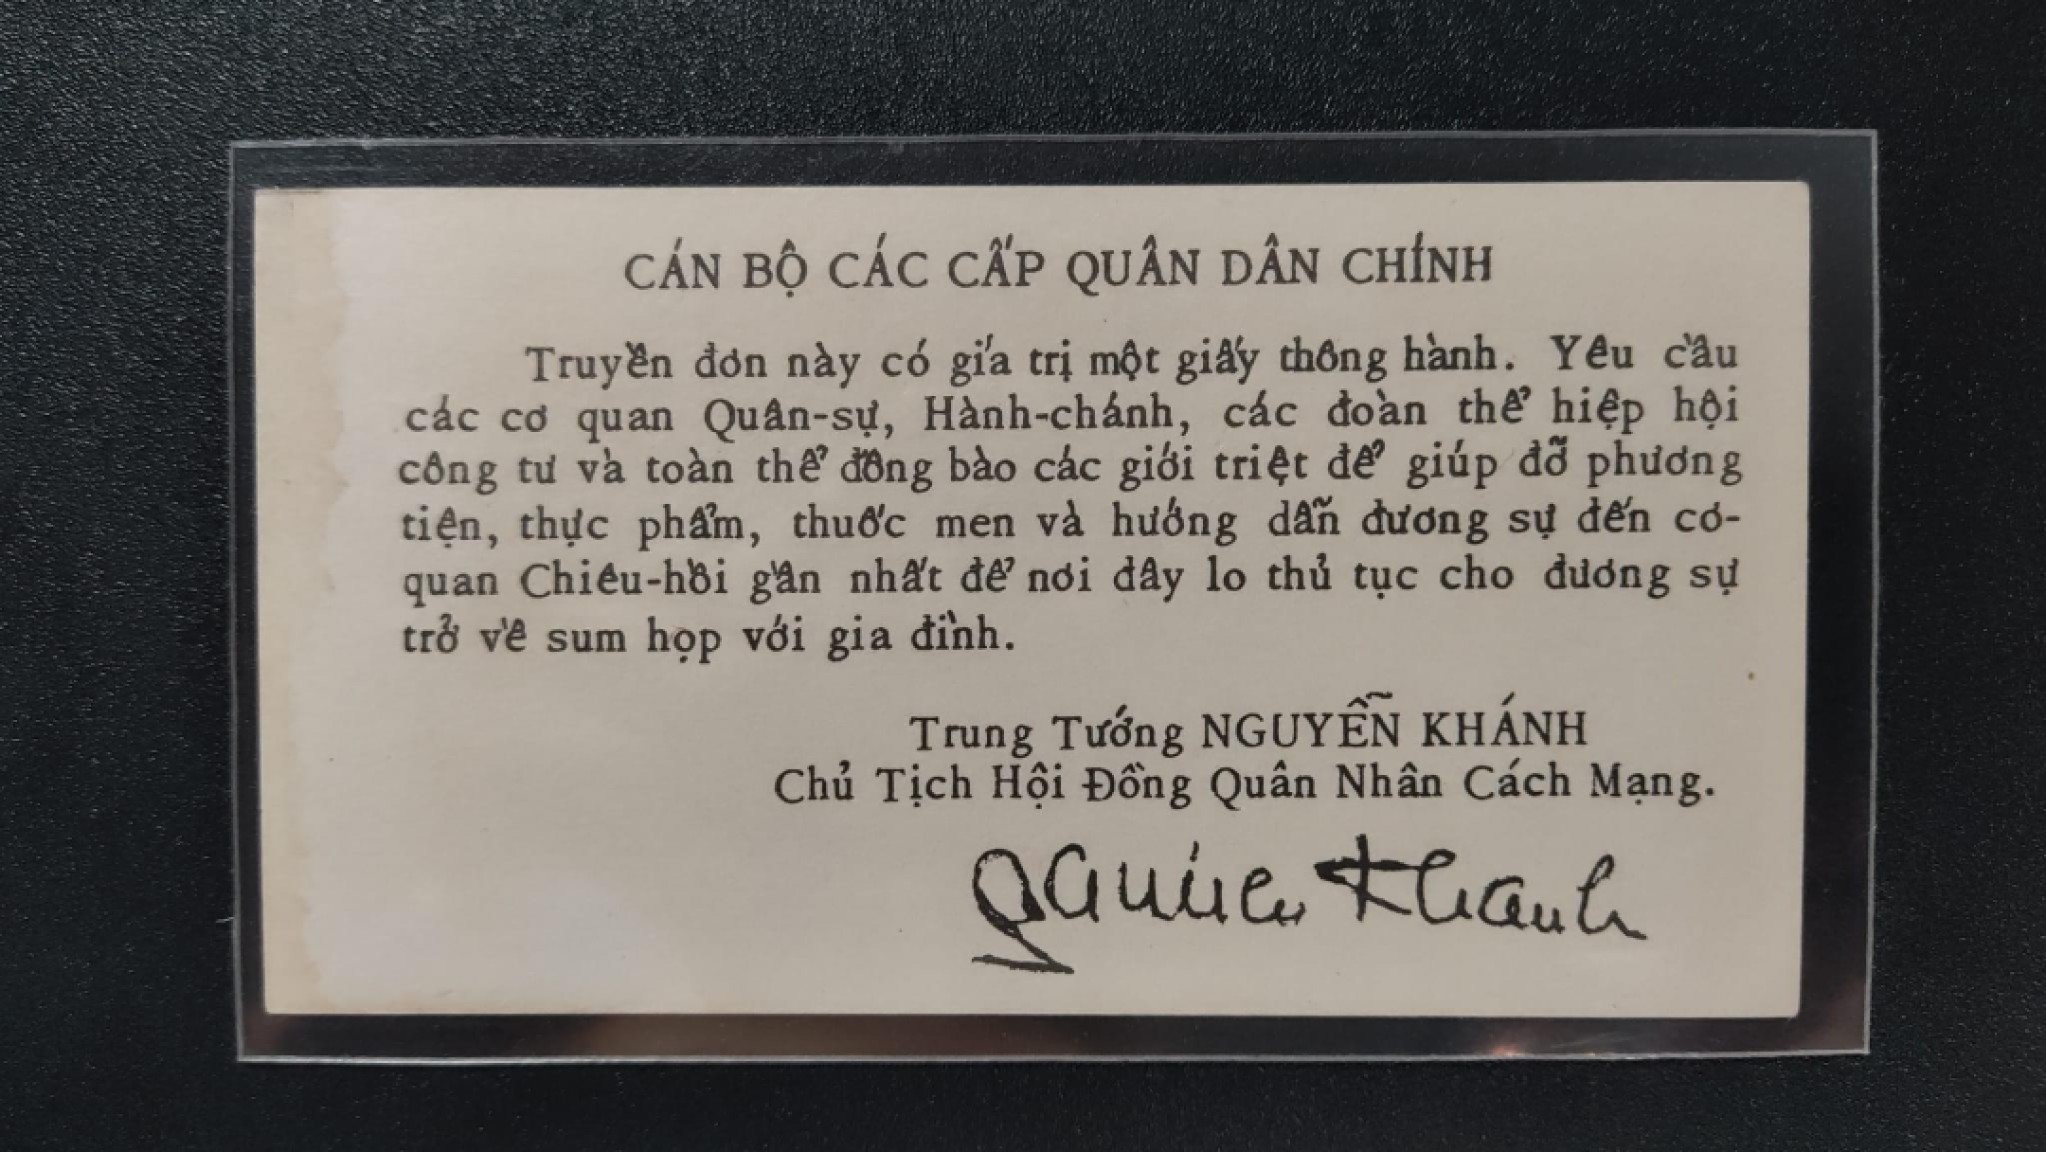 CÁN BỘ CÁC CẤP QUÂN DÂN CHÍNH
Truyền đơn này có giá trị một giấy thông hành. Yêu cầu
các cơ quan Quân-sự, Hành-chánh, các đoàn thể hiệp hội
công tư và toàn thể đồng bào các giới triệt để giúp đỡ phương
tiện, thực phẩm, thuốc men và hướng dẫn đương sự đến cơ-
quan Chiêu-hồi gần nhất để nơi đây lo thủ tục cho đương sự
trở về sum họp với gia đình.
Trung Tướng NGUYỄN KHÁNH
Chủ Tịch Hội Đồng Quân Nhân Cách Mạng.